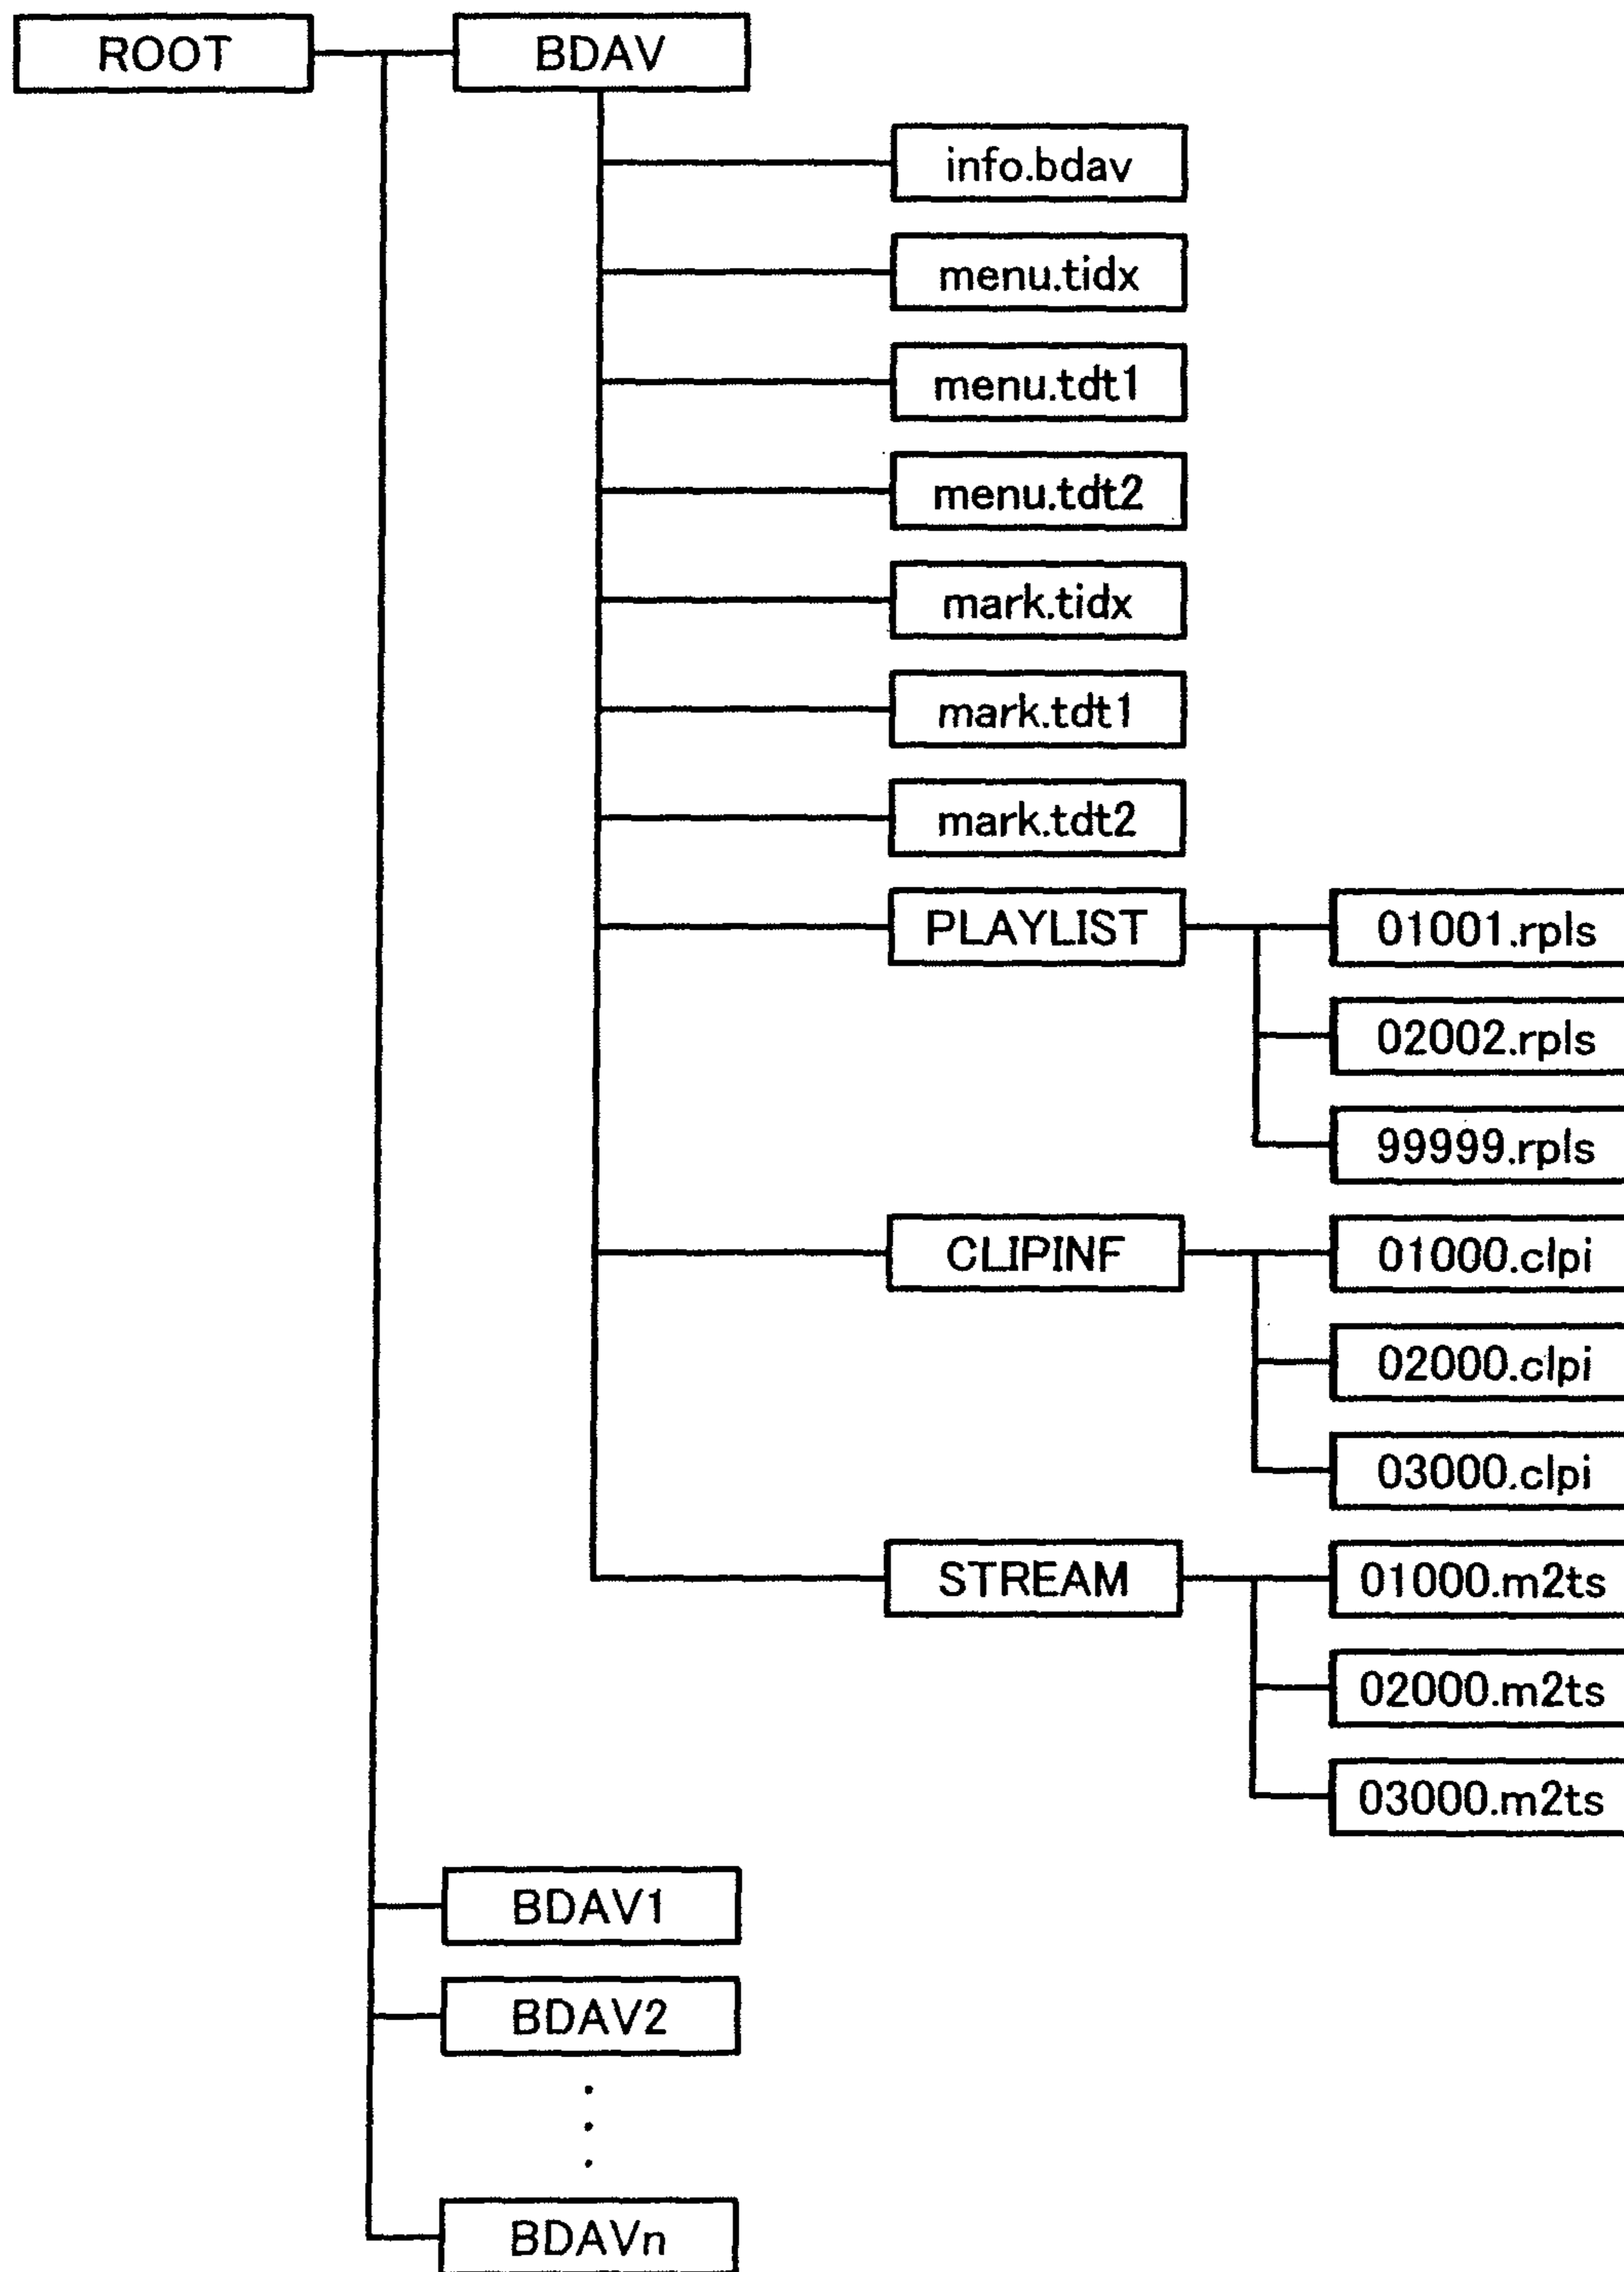 ROOT
BDAV
info.bdav
menu.tidx
menu.tdt1
menu.tdt2
mark.tidx
mark.tdt1
mark.tdt2
PLAYLIST
01001.rpls
02002.rpls
99999.rpls
CLIPINF
01000.clpi
02000.clpi
03000.clpi
STREAM
01000.m2ts
02000.m2ts
03000.m2ts
BDAV1
BDAV2
BDAVn